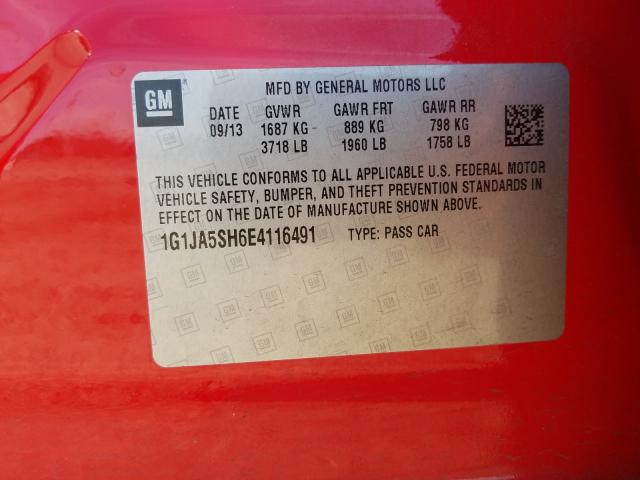 GM
MFD BY GENERAL MOTORS LLC
DATE GVWR GAWR FRT GAWR RR
09/13 1687 KG 889 KG 798 KG
3718 LB 1960 LB 1758 LB
THIS VEHICLE CONFORMS TO ALL APPLICABLE U.S. FEDERAL MOTOR
VEHICLE SAFETY, BUMPER, AND THEFT PREVENTION STANDARDS IN
EFFECT ON THE DATE OF MANUFACTURE SHOWN ABOVE.
1G1JA5SH6E4116491 TYPE: PASS CAR